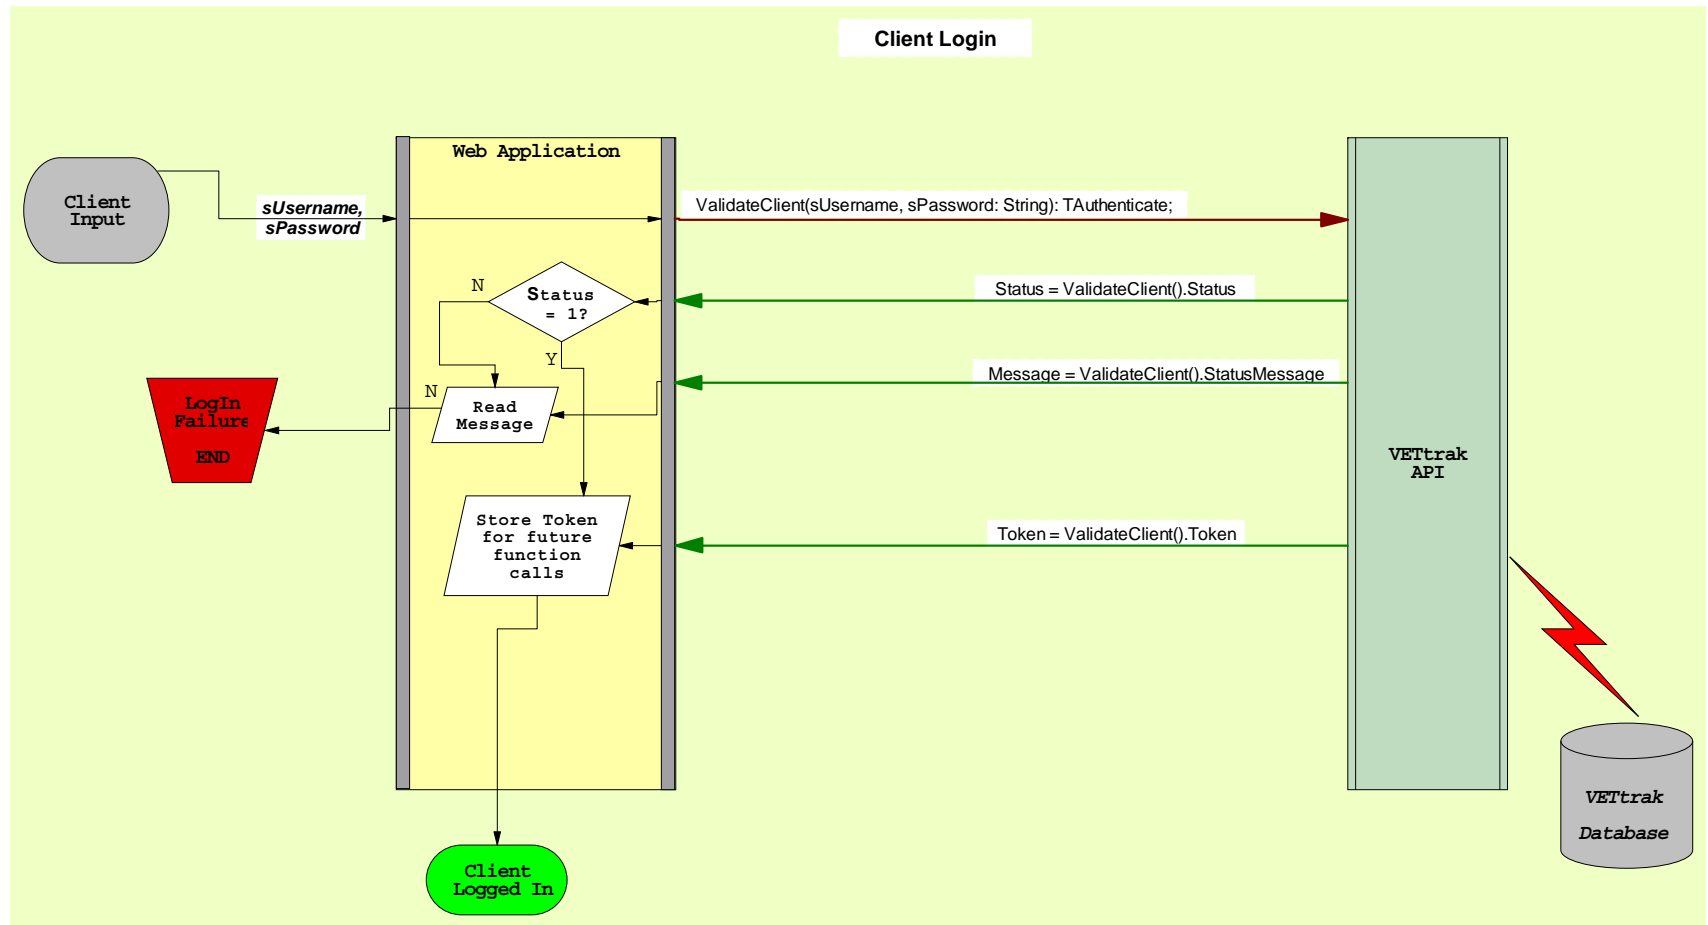 Client Login
Web Application
Client
Input
sUsername,
sPassword
ValidateClient(sUsername, sPassword: String): TAuthenticate;
N
Status
= 1?
Status = ValidateClient().Status
Y
Message = ValidateClient().StatusMessage
N
Read
Message
LogIn
Failure
END
VETtrak
API
Store Token
for future
function
calls
Token = ValidateClient().Token
VETtrak
Database
Client
Logged In